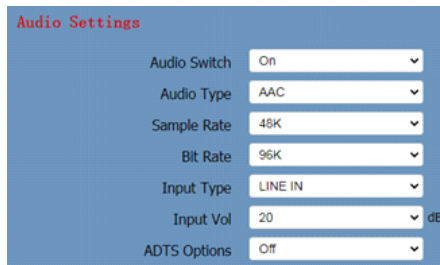 Audio Settings
Audio Switch On
Audio Type AAC
Sample Rate 48K
Bit Rate 96K
Input Type LINE IN
Input Vol 20 dB
ADTS Options Off